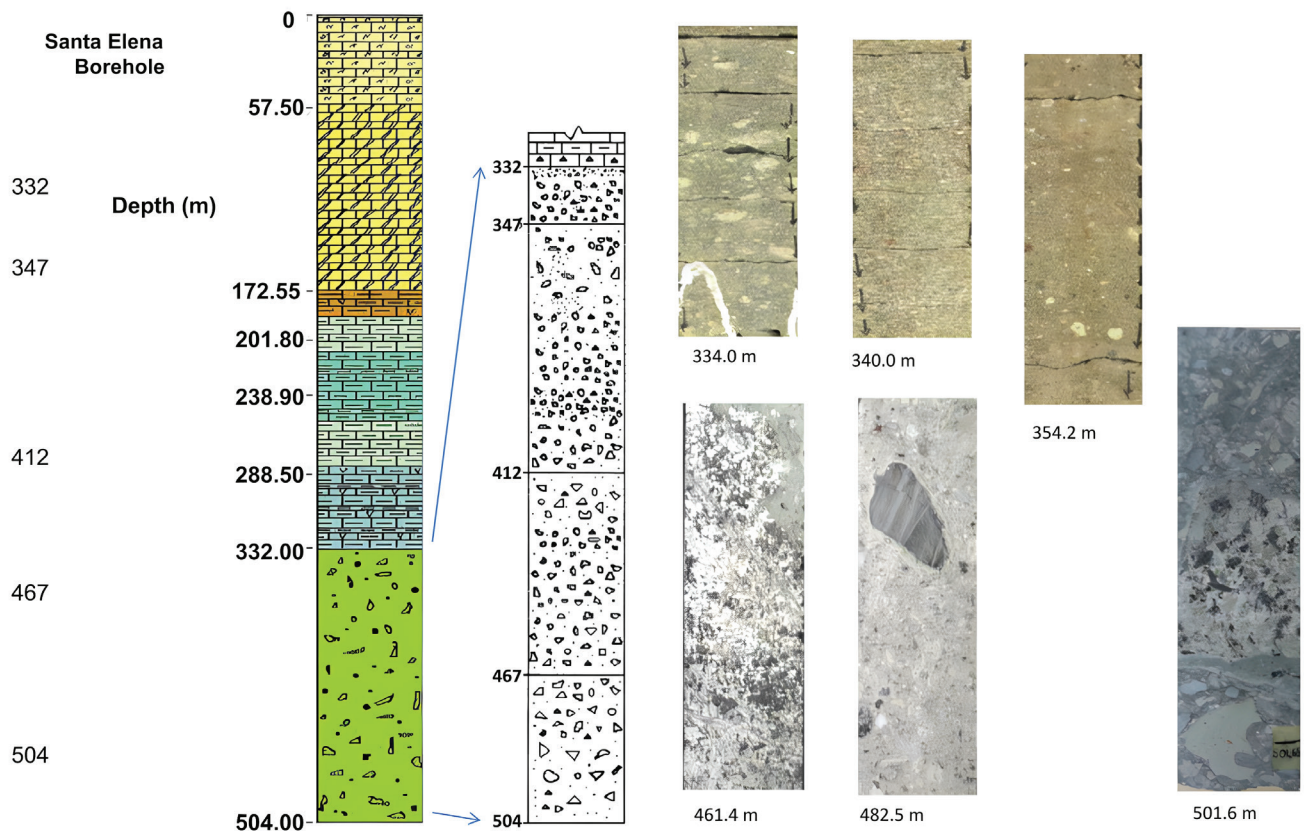 Santa Elena
Borehole
Depth (m)
332
347
412
467
504
0
57.50
172.55
201.80
238.90
288.50
332.00
504.00
332
347
412
467
504
334.0 m
340.0 m
354.2 m
461.4 m
482.5 m
501.6 m